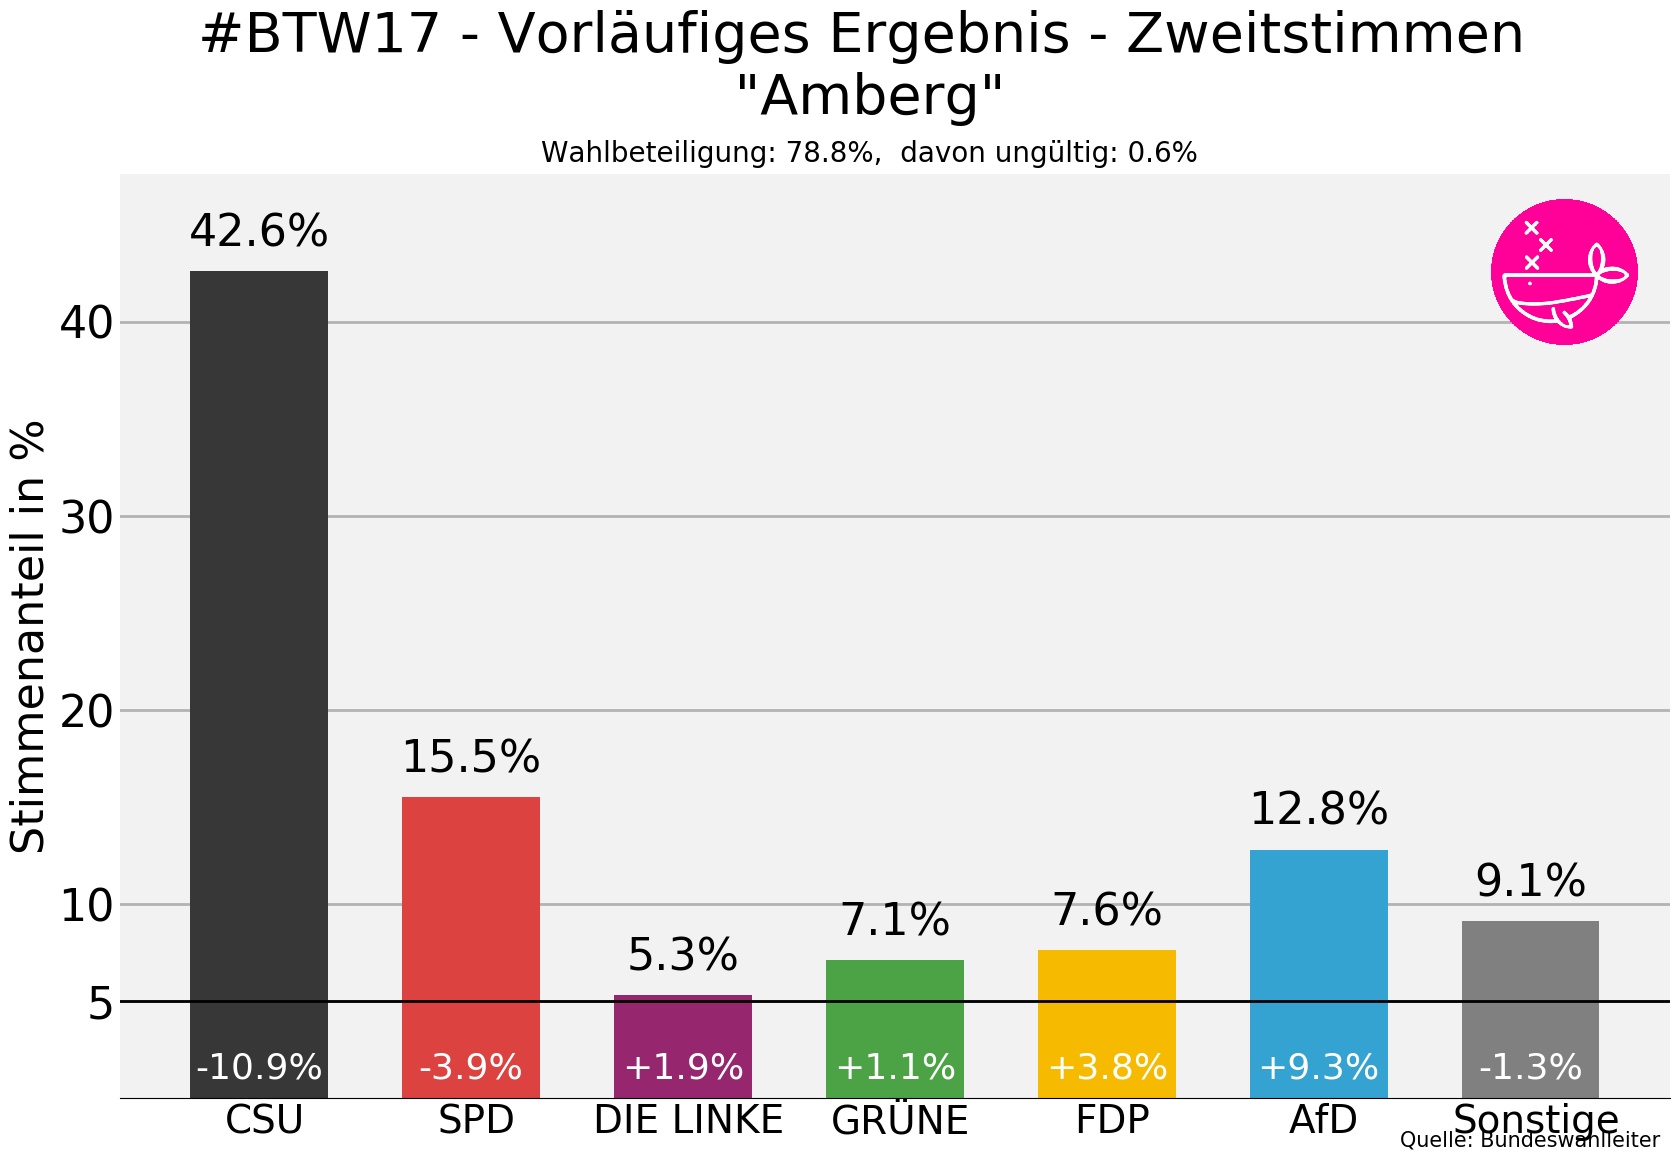 #BTW17 - Vorläufiges Ergebnis - Zweitstimmen
"Amberg"
Wahlbeteiligung: 78.8%,  davon ungültig: 0.6%
Stimmenanteil in %
40
30
20
10
5
42.6%
15.5%
5.3%
7.1%
7.6%
12.8%
9.1%
-10.9%
-3.9%
+1.9%
+1.1%
+3.8%
+9.3%
-1.3%
CSU
SPD
DIE LINKE
GRÜNE
FDP
AfD
Sonstige
Quelle: Bundeswahlleiter